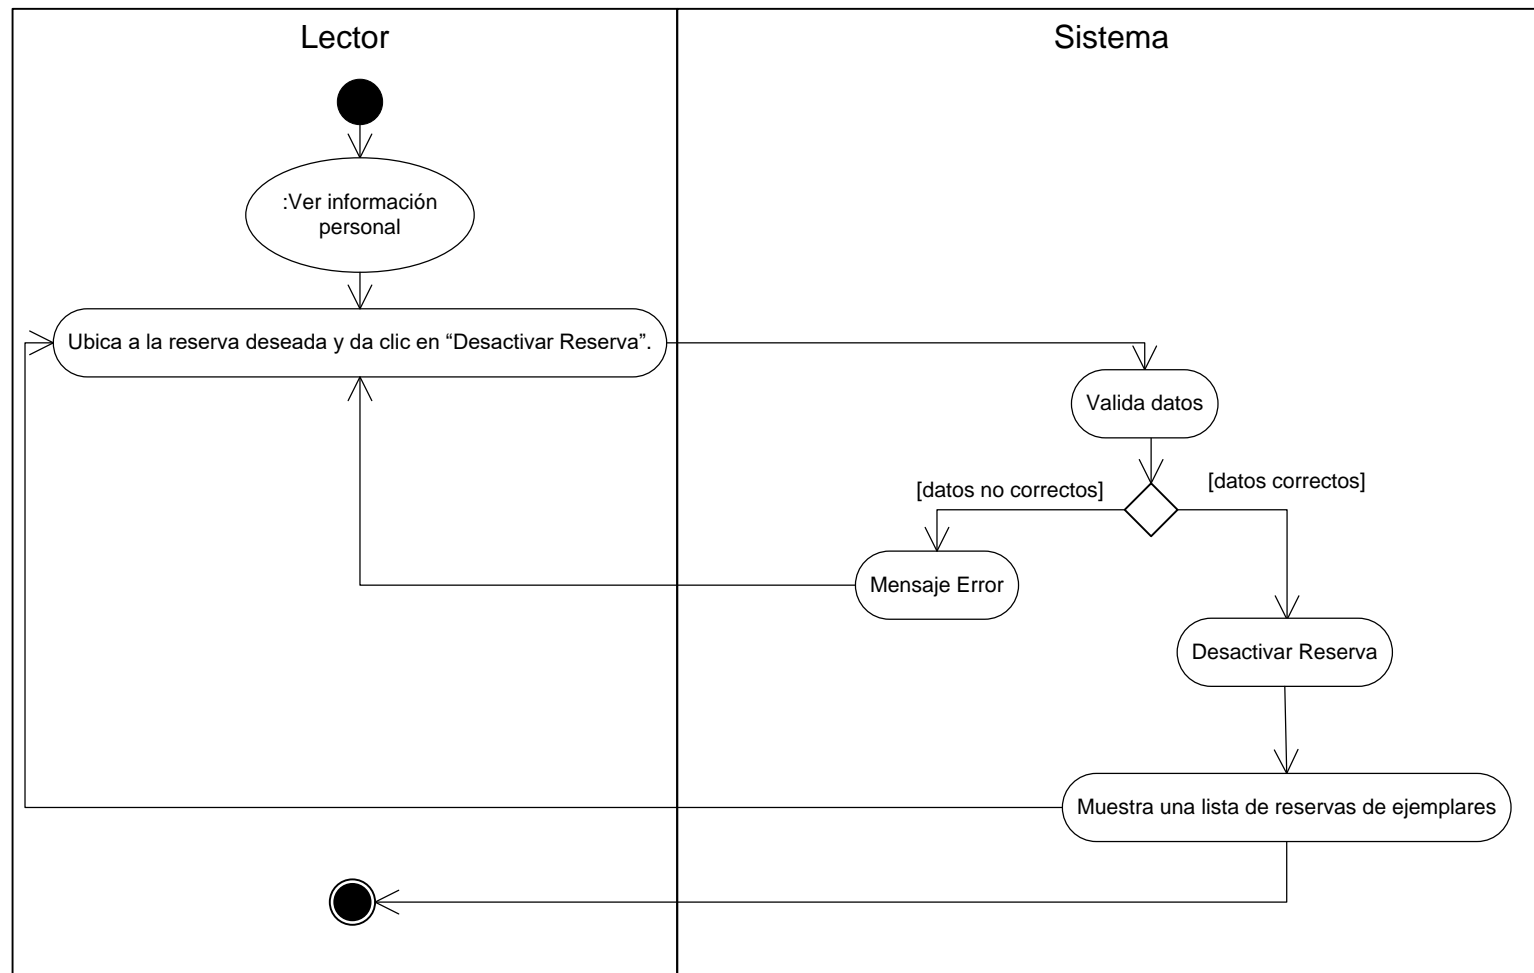 Lector
Sistema
:Ver información
personal
Ubica a la reserva deseada y da clic en “Desactivar Reserva”.
Valida datos
[datos no correctos]
[datos correctos]
Mensaje Error
Desactivar Reserva
Muestra una lista de reservas de ejemplares